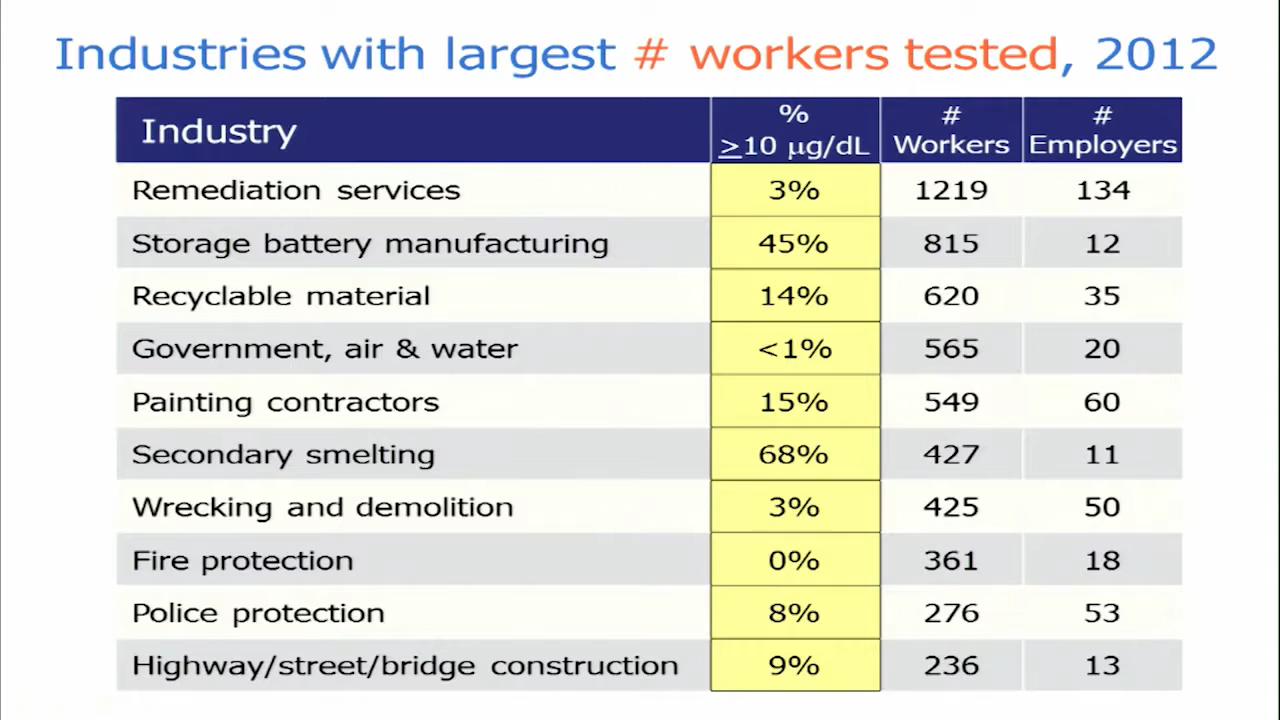 Industries with largest # workers tested, 2012
Industry % ≥10 µg/dL # Workers # Employers
Remediation services 3% 1219 134
Storage battery manufacturing 45% 815 12
Recyclable material 14% 620 35
Government, air & water <1% 565 20
Painting contractors 15% 549 60
Secondary smelting 68% 427 11
Wrecking and demolition 3% 425 50
Fire protection 0% 361 18
Police protection 8% 276 53
Highway/street/bridge construction 9% 236 13